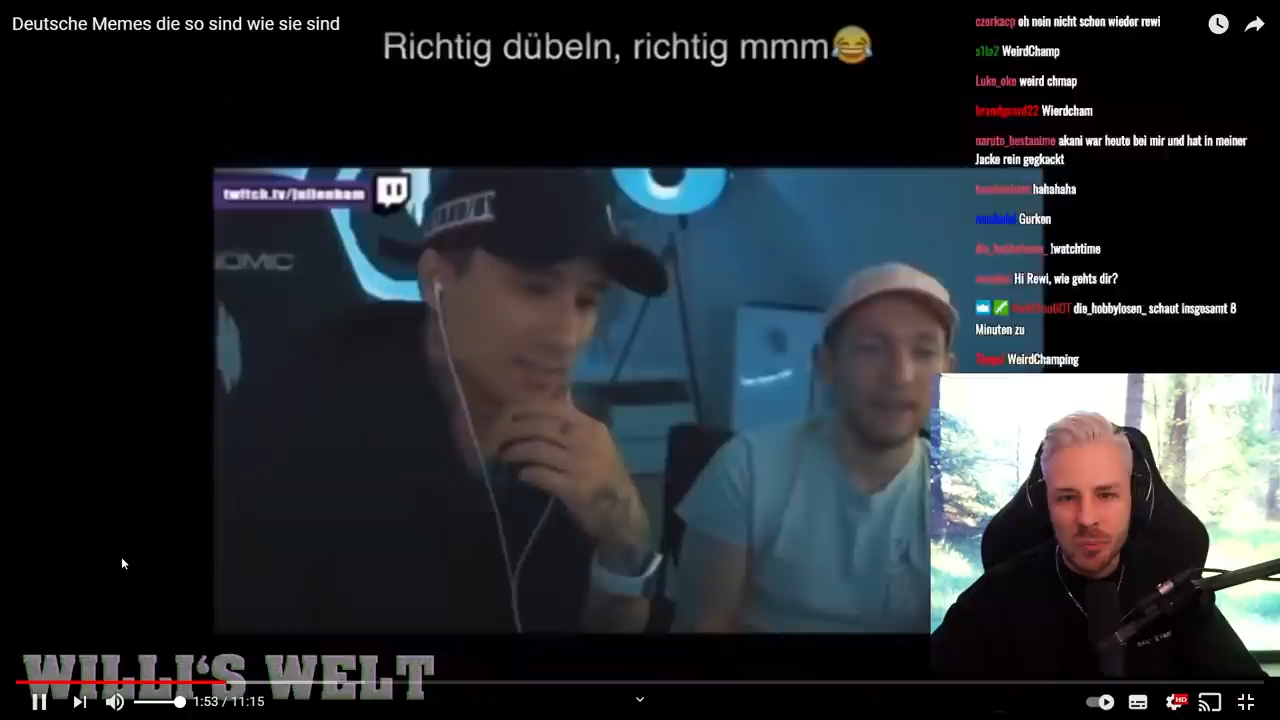 Deutsche Memes die so sind wie sie sind
Richtig dübeln, richtig mmm😂
czerkacp oh nein nicht schon wieder rewi
WeirdChamp
Luke_oke weird chmap
brandguard22 Wierdcham
naruto_bestanime akani war heute bei mir und hat in meiner
Jacke rein gegkackt
hahahaha
Gurken
die_hobbylosen_ !watchtime
Hi Rewi, wie gehts dir?
die_hobbylosen_ schaut insgesamt 8
Minuten zu
WeirdChamping
twitch.tv/julienbam
WILLI'S WELT
1:53 / 11:15
HD